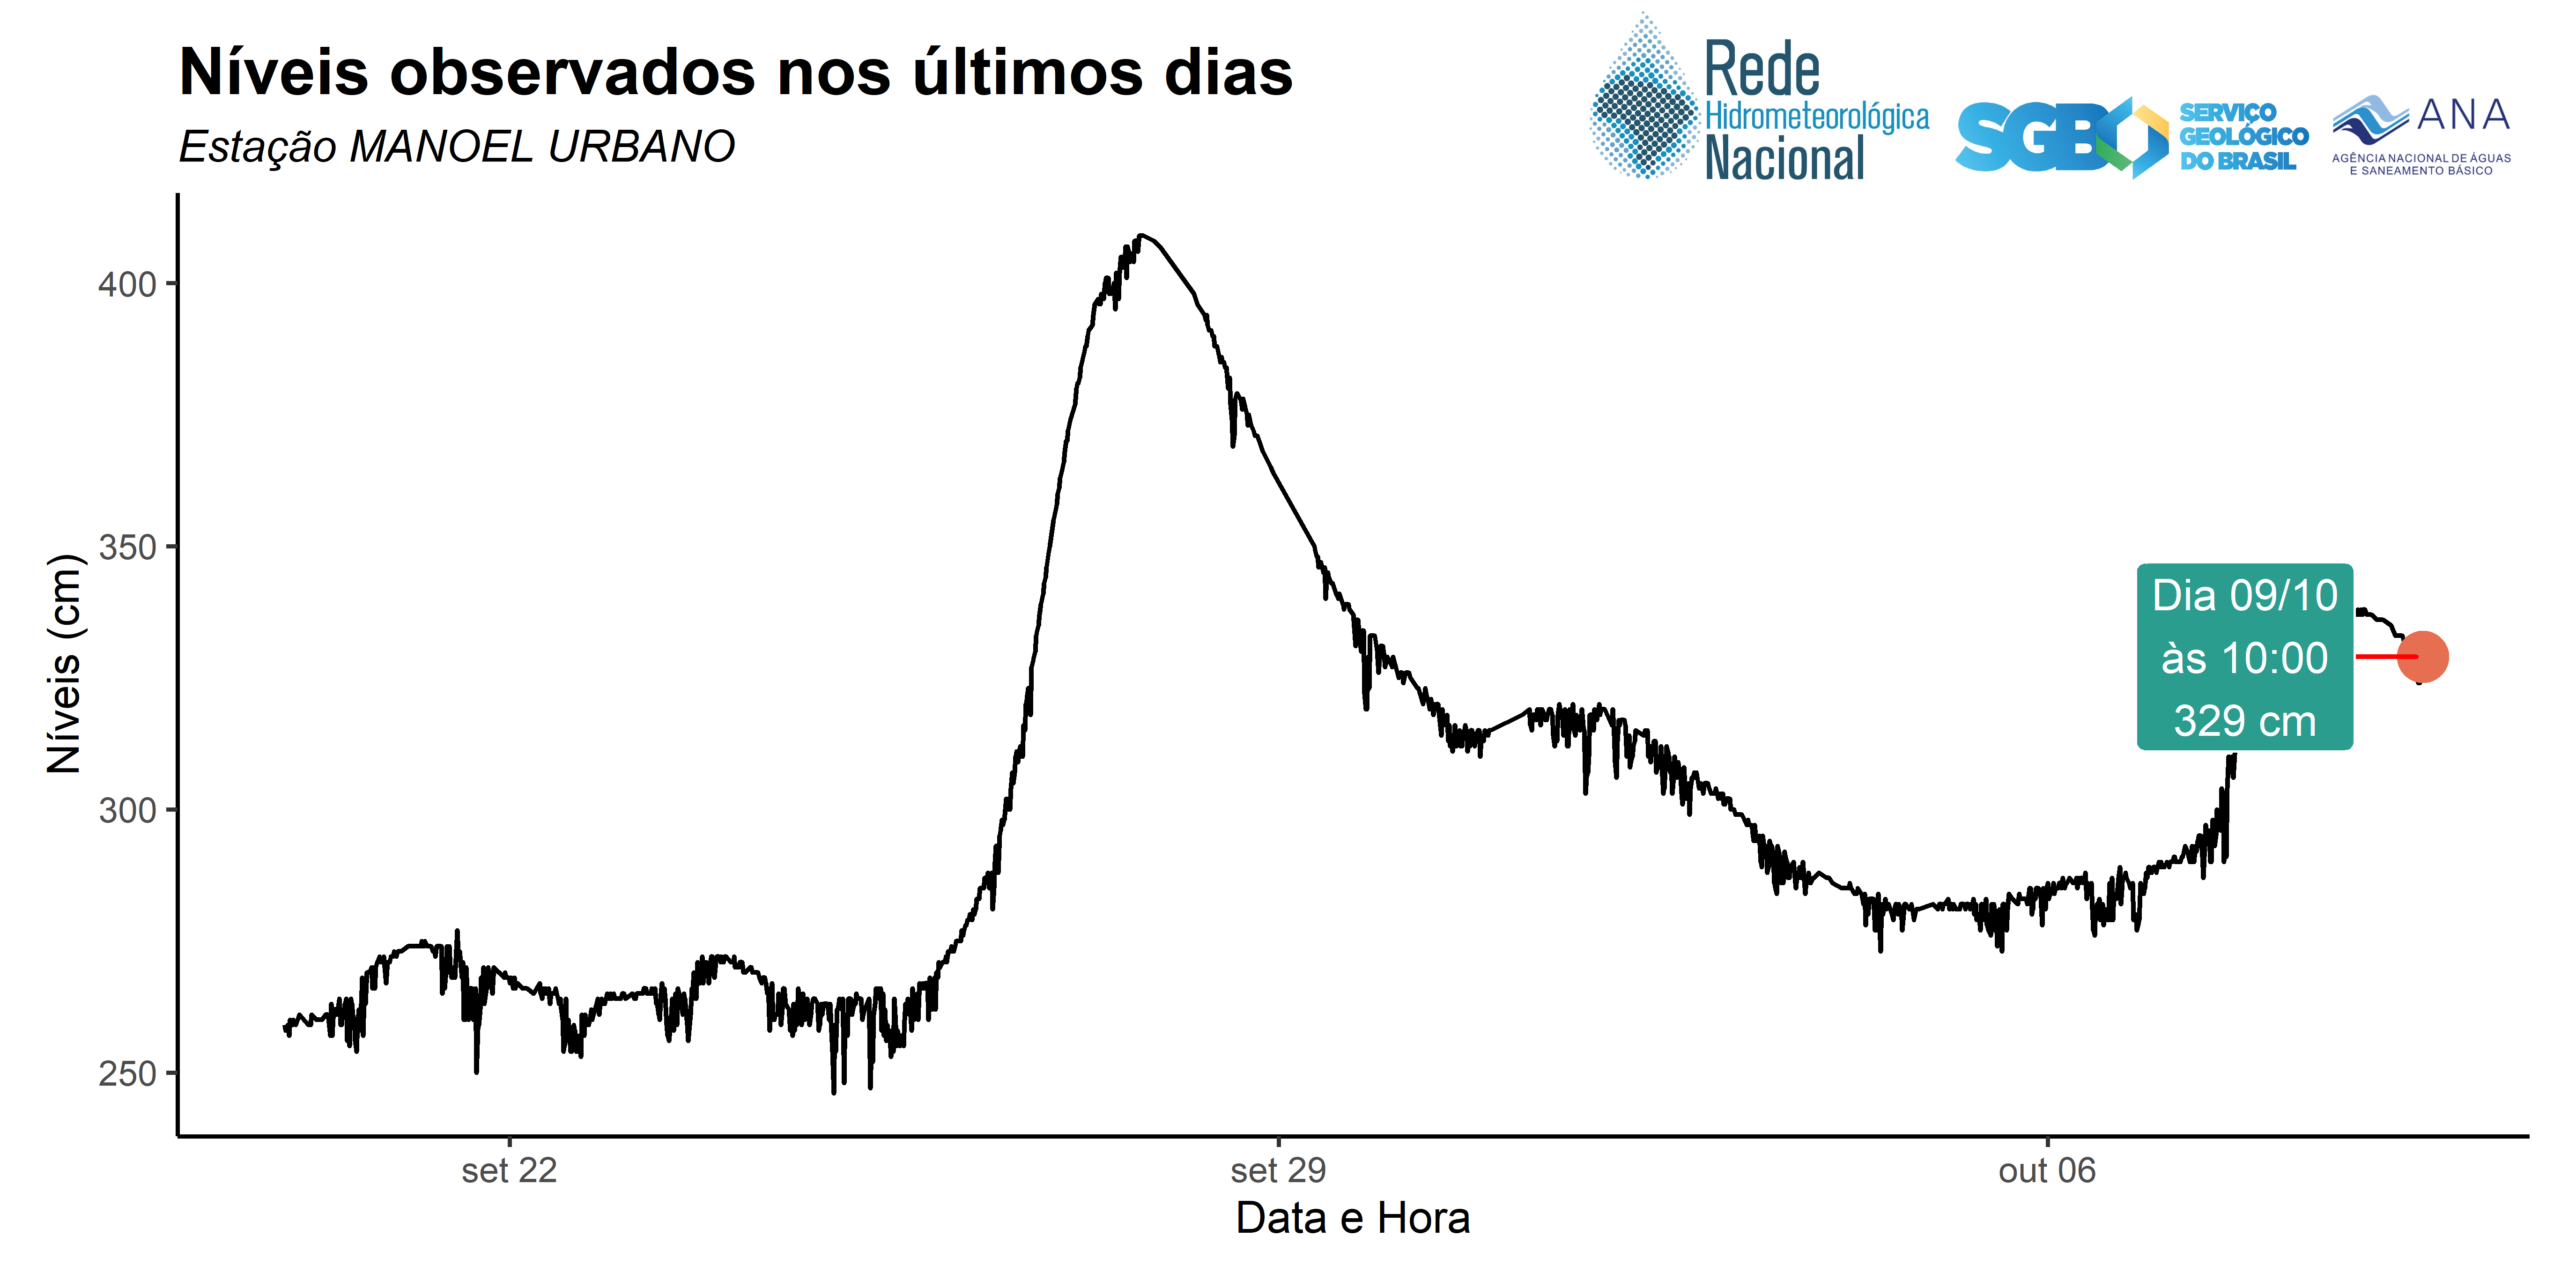 Níveis observados nos últimos dias
Estação MANOEL URBANO
Rede
Hidrometeorológica
Nacional
SGB
SERVIÇO
GEOLÓGICO
DO BRASIL
ANA
AGÊNCIA NACIONAL DE ÁGUAS
E SANEAMENTO BÁSICO
Níveis (cm)
400
350
300
250
Dia 09/10
às 10:00
329 cm
set 22
set 29
out 06
Data e Hora